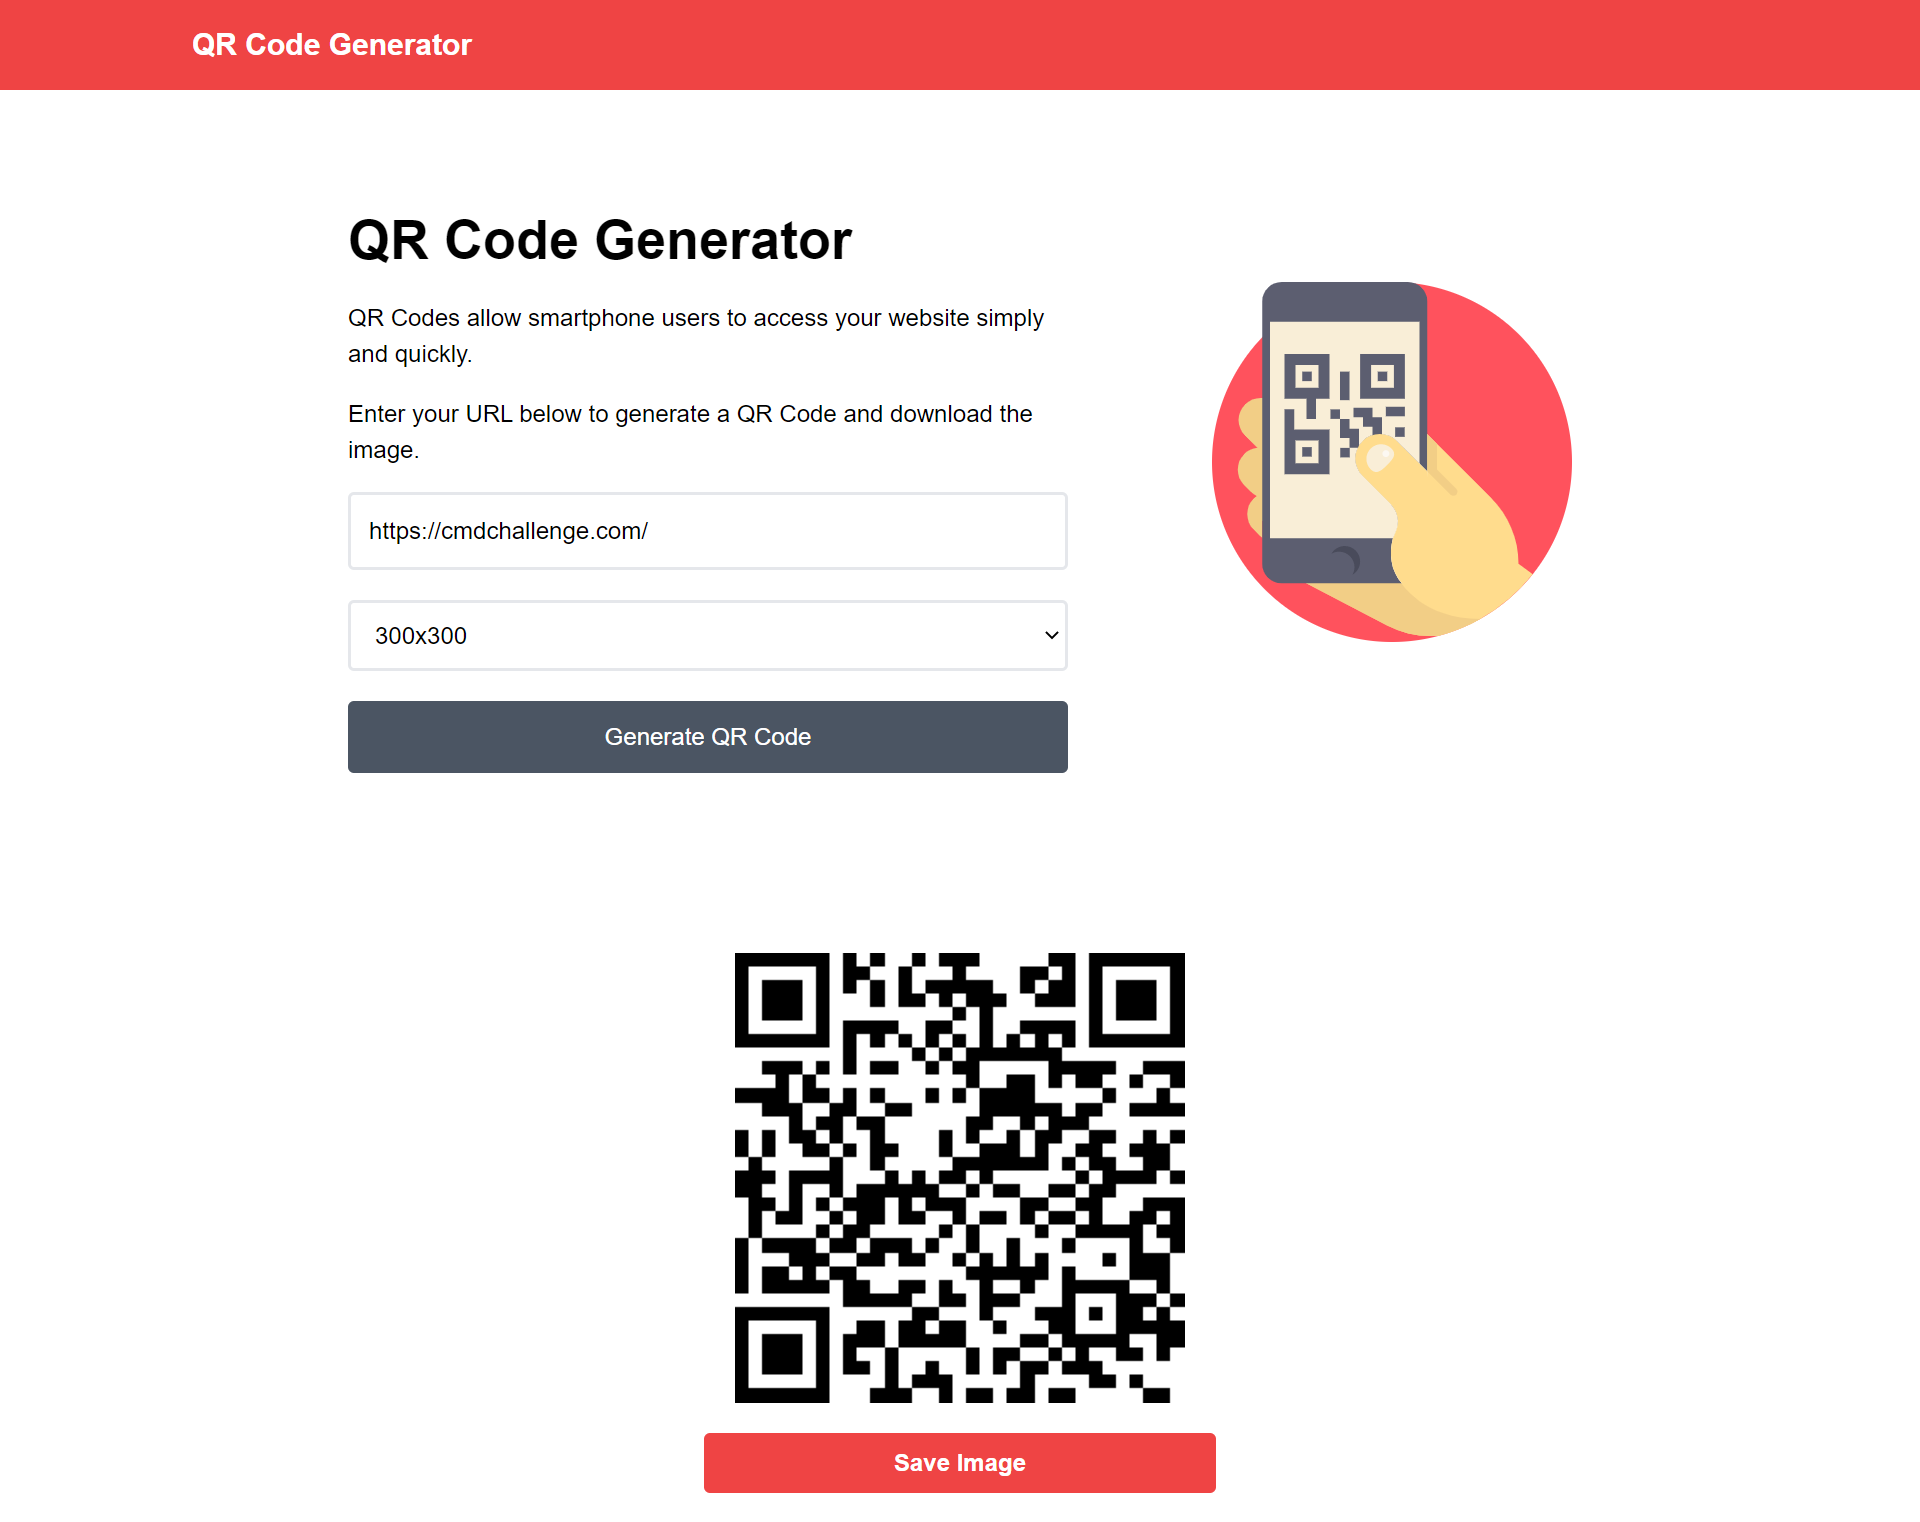 QR Code Generator
QR Code Generator
QR Codes allow smartphone users to access your website simply
and quickly.
Enter your URL below to generate a QR Code and download the
image.
https://cmdchallenge.com/
300x300
Generate QR Code
Save Image